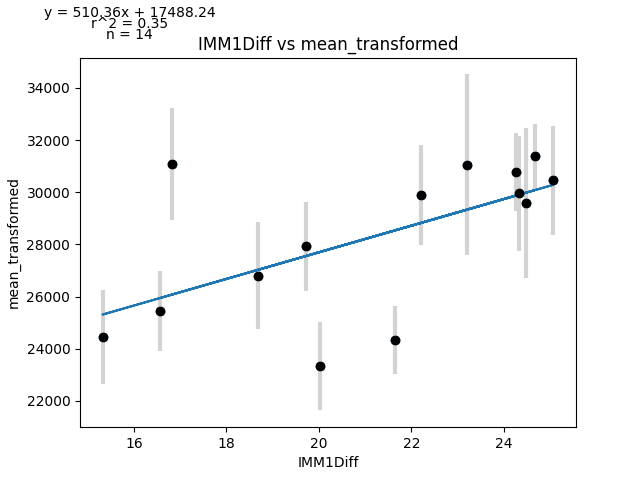 y = 510.36x + 17488.24
r^2 = 0.35
n = 14
IMM1Diff vs mean_transformed
34000
32000
30000
28000
26000
24000
22000
mean_transformed
16
18
20
22
24
IMM1Diff